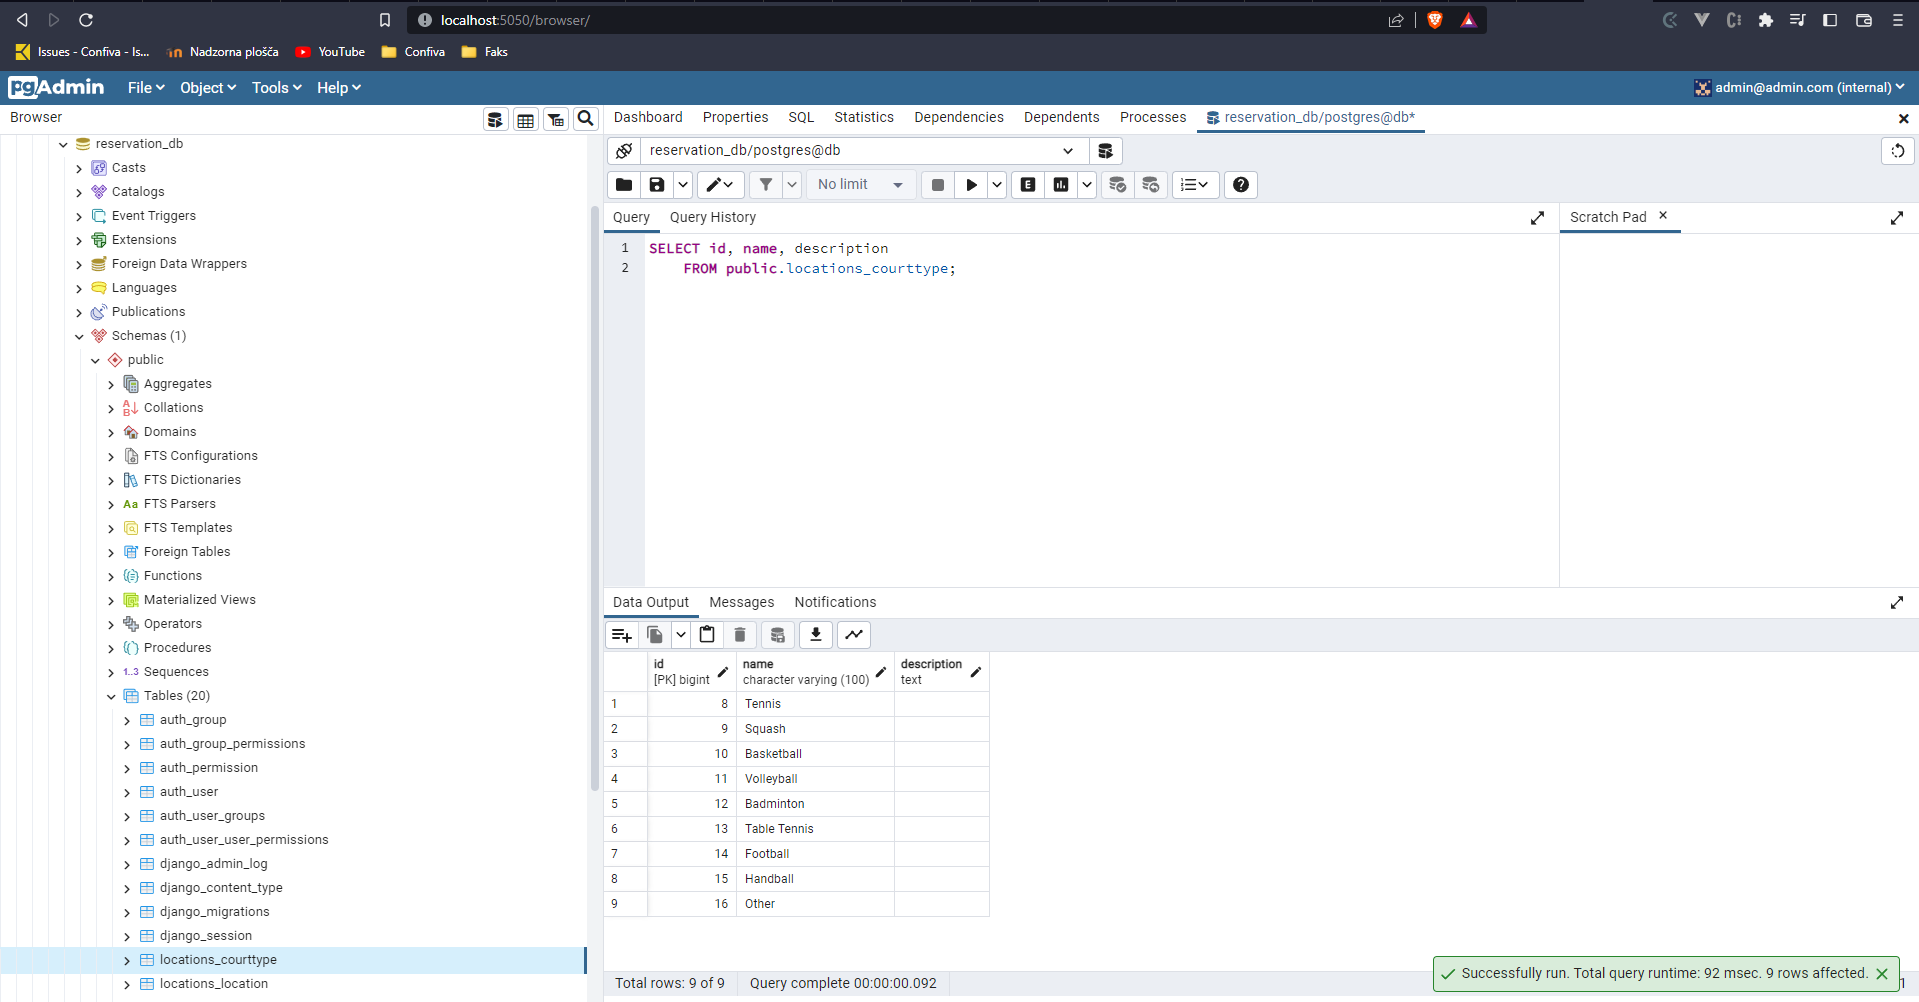 localhost:5050/browser/
Issues - Confiva - Is...
Nadzorna plošča
YouTube
Confiva
Faks
pgAdmin
File
Object
Tools
Help
admin@admin.com (internal)
Browser
Dashboard
Properties
SQL
Statistics
Dependencies
Dependents
Processes
reservation_db/postgres@db*
reservation_db
Casts
Catalogs
Event Triggers
Extensions
Foreign Data Wrappers
Languages
Publications
Schemas (1)
public
Aggregates
Collations
Domains
FTS Configurations
FTS Dictionaries
Aa FTS Parsers
FTS Templates
Foreign Tables
Functions
Materialized Views
Operators
Procedures
1..3 Sequences
Tables (20)
auth_group
auth_group_permissions
auth_permission
auth_user
auth_user_groups
auth_user_user_permissions
django_admin_log
django_content_type
django_migrations
django_session
locations_courttype
locations_location
reservation_db/postgres@db
No limit
E
Query
Query History
Scratch Pad
1 SELECT id, name, description
2 FROM public.locations_courttype;
Data Output
Messages
Notifications
id name description
[PK] bigint character varying (100) text
1 8 Tennis
2 9 Squash
3 10 Basketball
4 11 Volleyball
5 12 Badminton
6 13 Table Tennis
7 14 Football
8 15 Handball
9 16 Other
Total rows: 9 of 9
Query complete 00:00:00.092
Successfully run. Total query runtime: 92 msec. 9 rows affected.